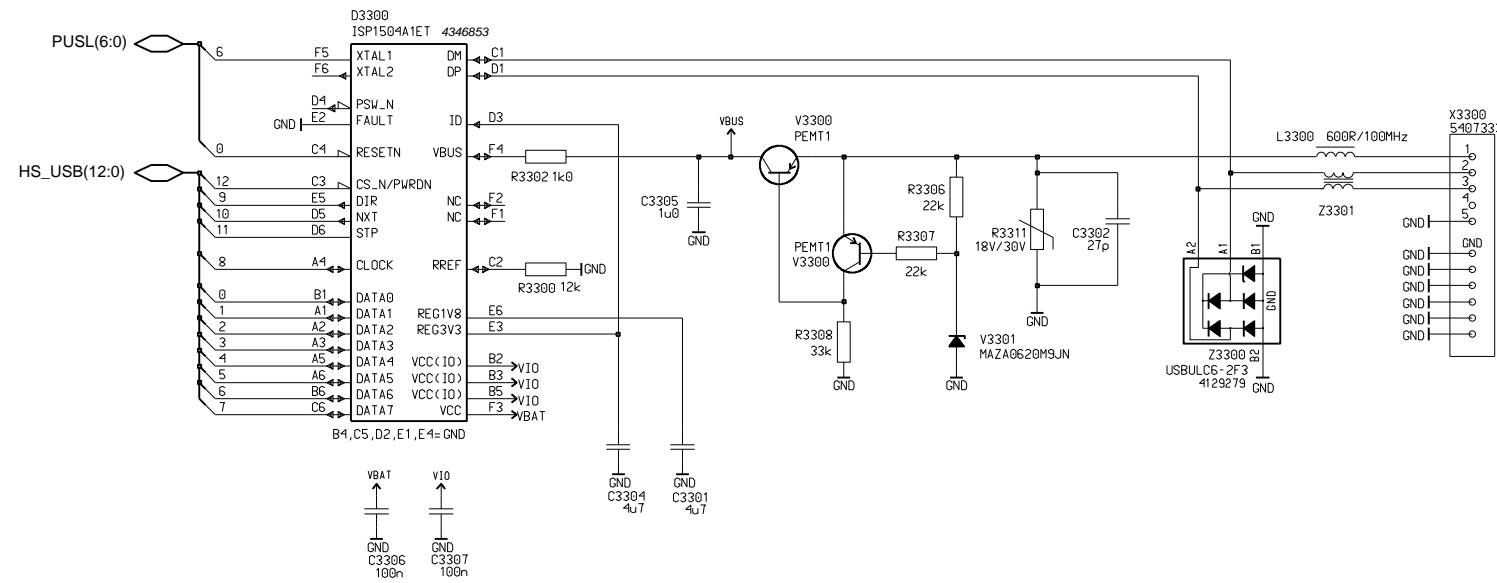 D3300
ISP1504A1ET 4346853
PUSL(6:0)
6 F5 XTAL1 DM C1
F6 XTAL2 DP D1
D4 PSW_N
GND E2 FAULT ID D3
0 C4 RESETN VBUS F4
R3302 1k0
HS_USB(12:0)
12 C3 CS_N/PWRDN
9 E5 DIR NC F2
10 D5 NXT NC F1
11 D6 STP
8 A4 CLOCK RREF C2
GND
R3300 12k
0 B1 DATA0
1 A1 DATA1 REG1V8 E6
2 A2 DATA2 REG3V3 E3
3 A3 DATA3
4 A5 DATA4 VCC(IO) B2 VIO
5 A6 DATA5 VCC(IO) B3 VIO
6 B6 DATA6 VCC(IO) B5 VIO
7 C6 DATA7 VCC F3 VBAT
B4,C5,D2,E1,E4=GND
VBUS
V3300
PEMT1
C3305
1u0
GND
PEMT1
V3300
R3306
22k
R3307
22k
R3308
33k
GND
V3301
MAZA0620M9JN
GND
R3311
18V/30V
C3302
27p
GND
L3300 600R/100MHz
Z3301
X3300
540733
1
2
3
4
GND 5
GND
GND
GND
GND
GND
GND
GND
A2
A1
B1
GND
GND
B2
Z3300
USBULC6-2F3
4129279
GND
VBAT
GND
C3306
100n
VIO
GND
C3307
100n
GND
C3304
4u7
GND
C3301
4u7